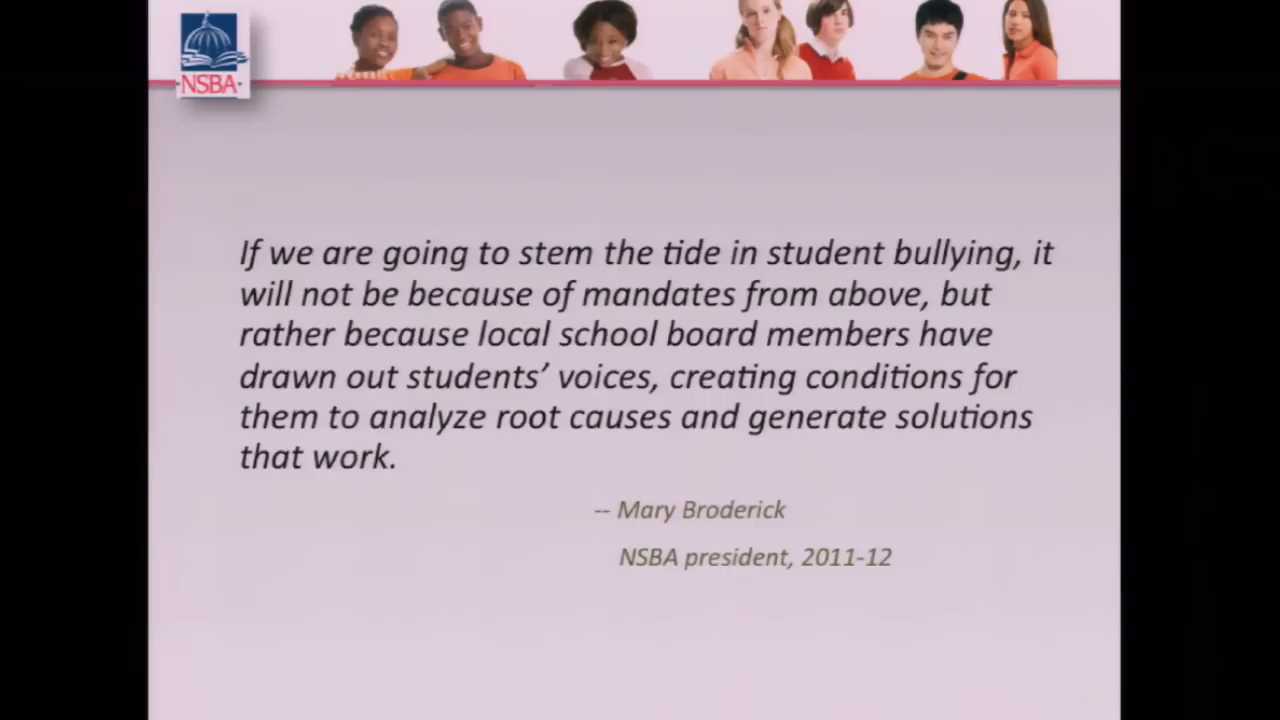 NSBA
If we are going to stem the tide in student bullying, it
will not be because of mandates from above, but
rather because local school board members have
drawn out students’ voices, creating conditions for
them to analyze root causes and generate solutions
that work.
-- Mary Broderick
NSBA president, 2011-12